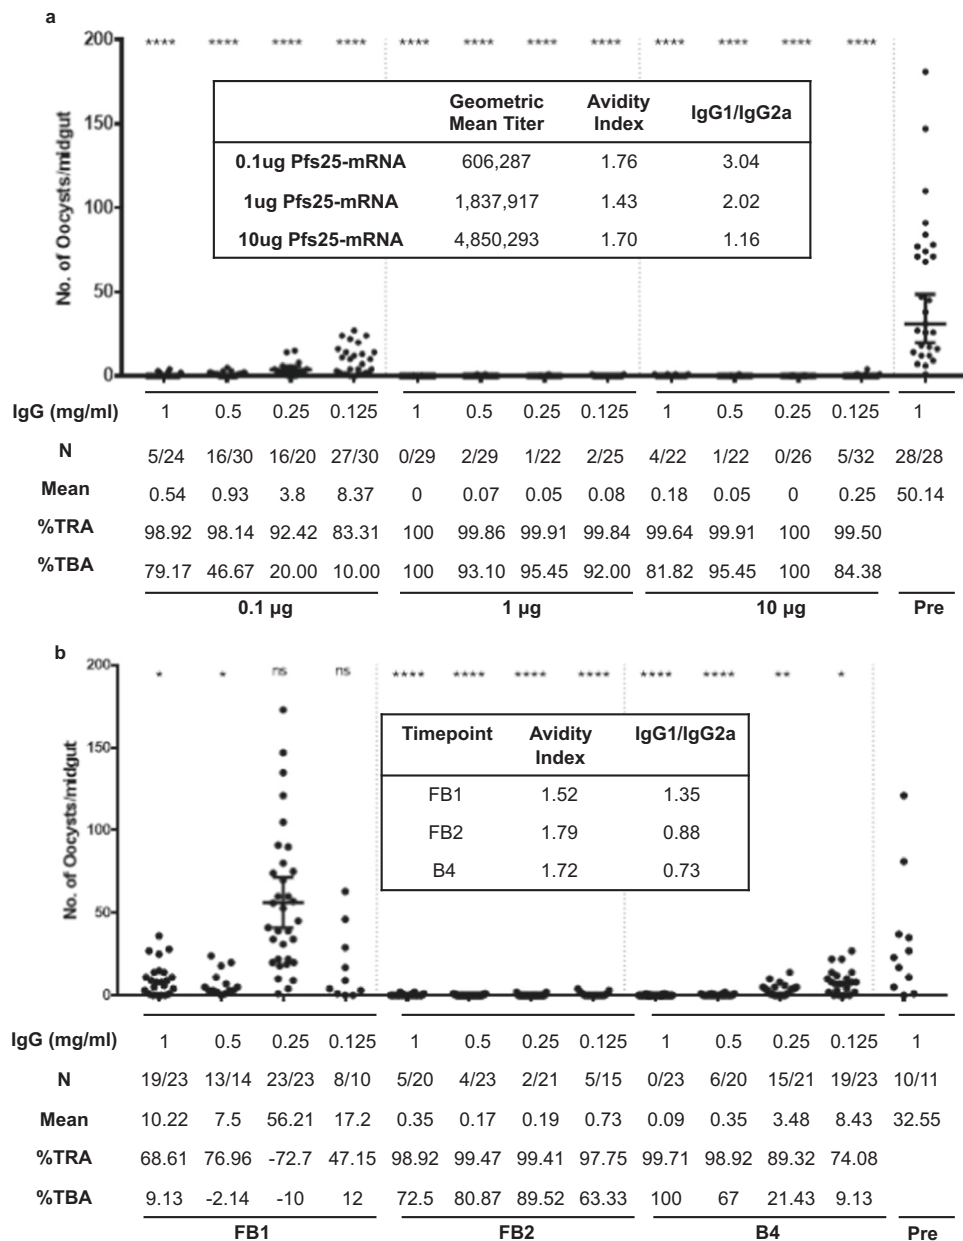 a
200
150
100
50
0
No. of Oocysts/midgut
**** **** **** **** **** **** **** **** **** **** **** ****
Geometric Mean Titer Avidity Index IgG1/IgG2a
0.1ug Pfs25-mRNA 606,287 1.76 3.04
1ug Pfs25-mRNA 1,837,917 1.43 2.02
10ug Pfs25-mRNA 4,850,293 1.70 1.16
IgG (mg/ml) 1 0.5 0.25 0.125 1 0.5 0.25 0.125 1 0.5 0.25 0.125 1
N 5/24 16/30 16/20 27/30 0/29 2/29 1/22 2/25 4/22 1/22 0/26 5/32 28/28
Mean 0.54 0.93 3.8 8.37 0 0.07 0.05 0.08 0.18 0.05 0 0.25 50.14
%TRA 98.92 98.14 92.42 83.31 100 99.86 99.91 99.84 99.64 99.91 100 99.50
%TBA 79.17 46.67 20.00 10.00 100 93.10 95.45 92.00 81.82 95.45 100 84.38
0.1 µg 1 µg 10 µg Pre
b
200
150
100
50
0
No. of Oocysts/midgut
* * ns ns **** **** **** **** **** **** ** *
Timepoint Avidity Index IgG1/IgG2a
FB1 1.52 1.35
FB2 1.79 0.88
B4 1.72 0.73
IgG (mg/ml) 1 0.5 0.25 0.125 1 0.5 0.25 0.125 1 0.5 0.25 0.125 1
N 19/23 13/14 23/23 8/10 5/20 4/23 2/21 5/15 0/23 6/20 15/21 19/23 10/11
Mean 10.22 7.5 56.21 17.2 0.35 0.17 0.19 0.73 0.09 0.35 3.48 8.43 32.55
%TRA 68.61 76.96 -72.7 47.15 98.92 99.47 99.41 97.75 99.71 98.92 89.32 74.08
%TBA 9.13 -2.14 -10 12 72.5 80.87 89.52 63.33 100 67 21.43 9.13
FB1 FB2 B4 Pre